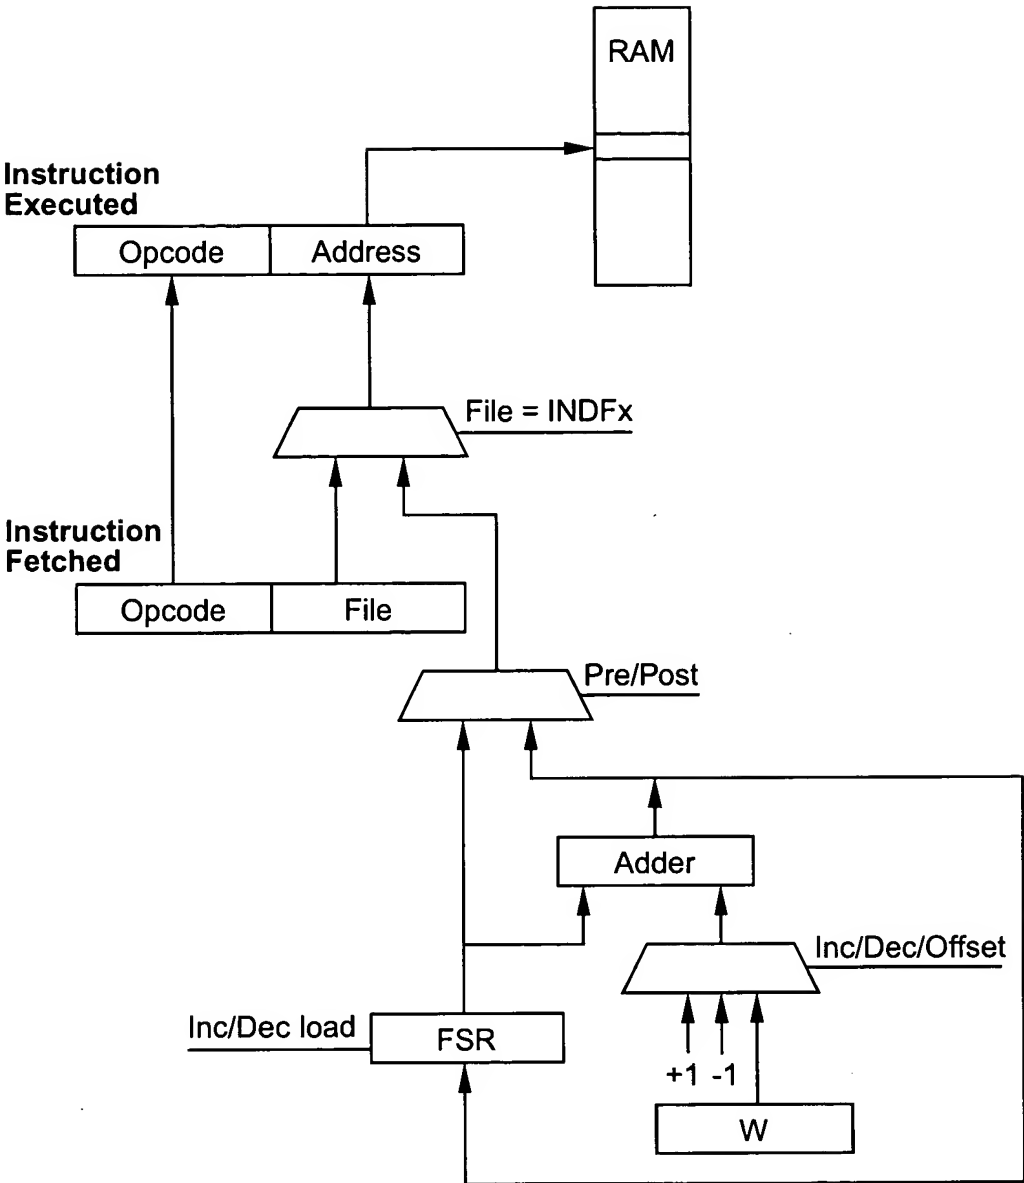 RAM
Instruction
Executed
Opcode
Address
File = INDFx
Instruction
Fetched
Opcode
File
Pre/Post
Adder
Inc/Dec/Offset
Inc/Dec load
FSR
+1 -1
W